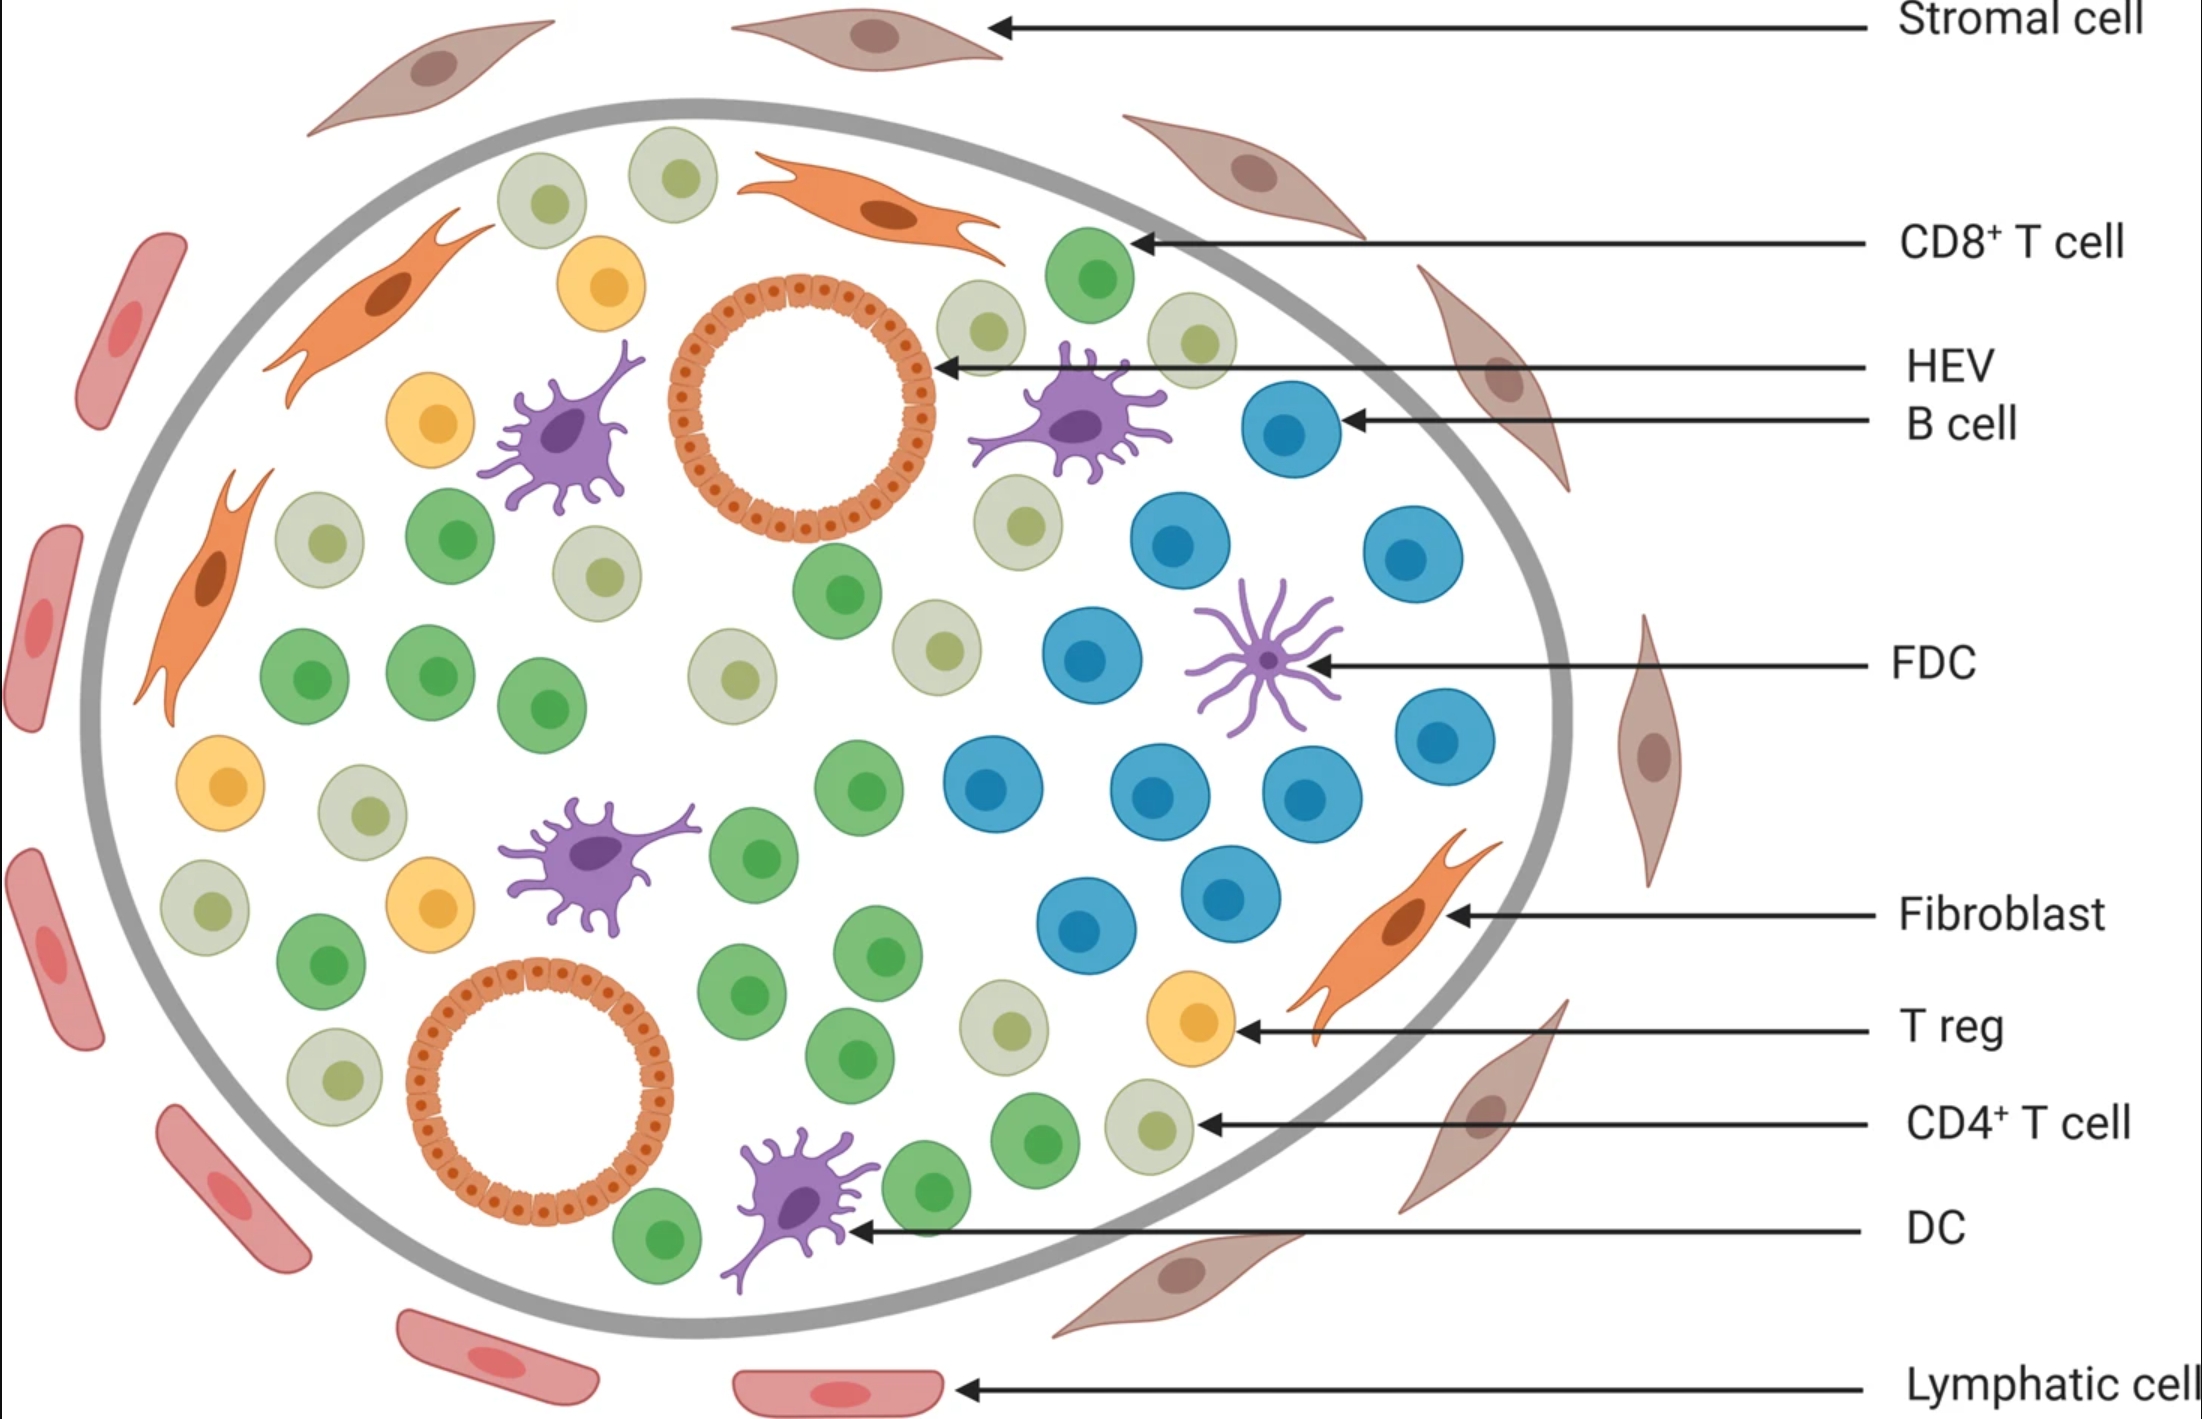 Stromal cell
CD8⁺ T cell
HEV
B cell
FDC
Fibroblast
T reg
CD4⁺ T cell
DC
Lymphatic cell